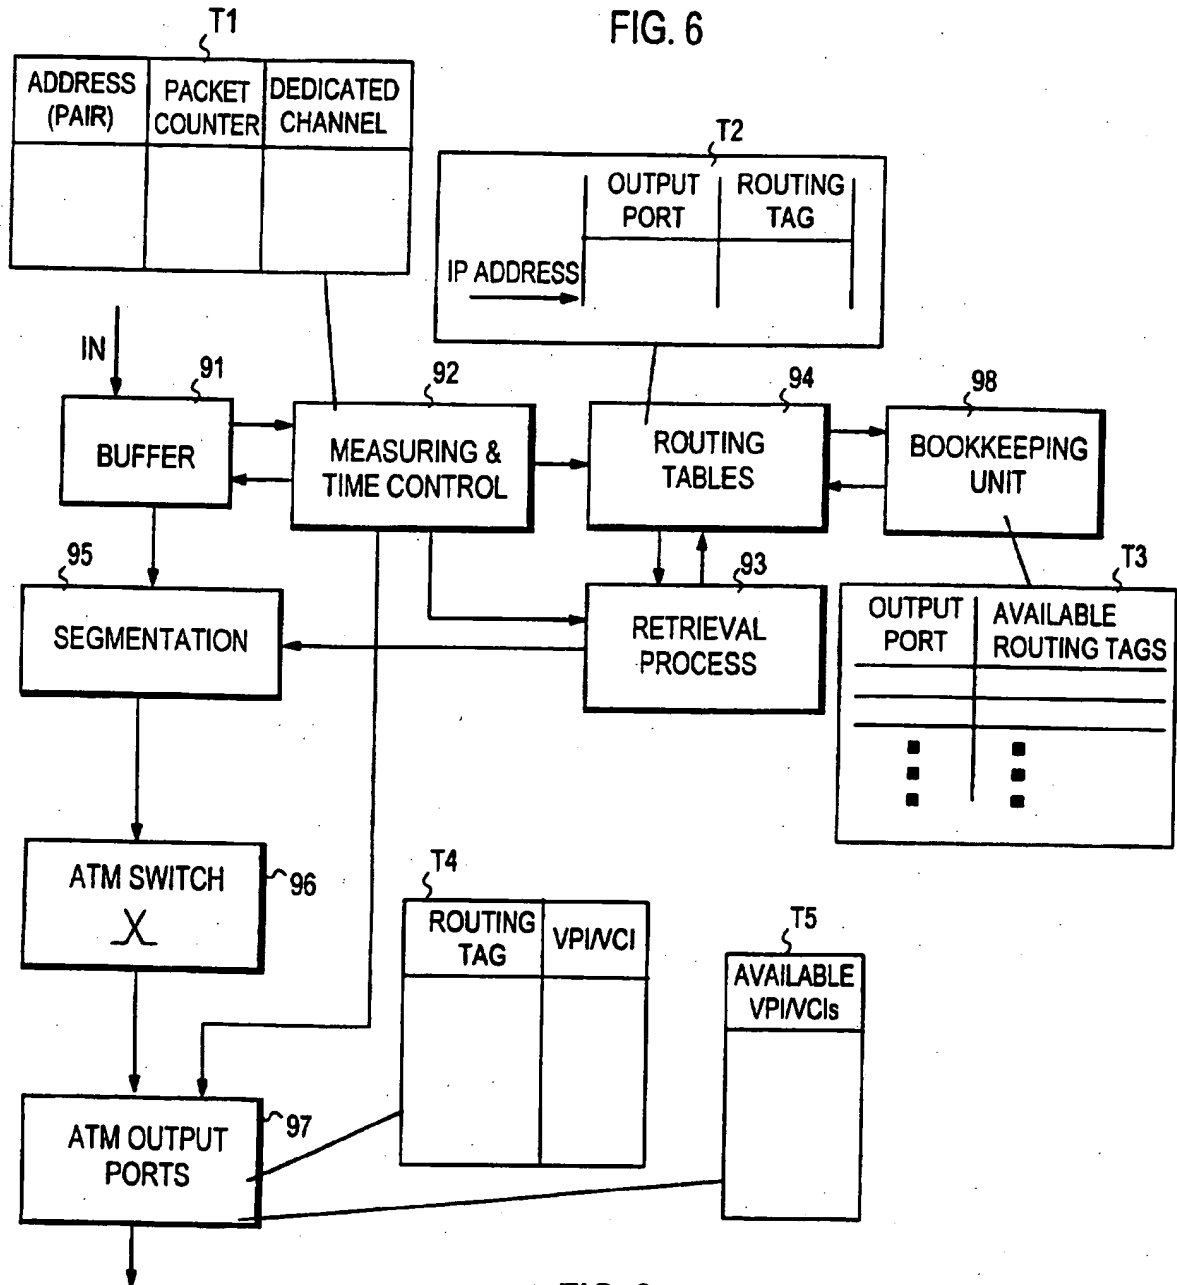 FIG. 6
T1
ADDRESS
(PAIR)
PACKET
COUNTER
DEDICATED
CHANNEL
T2
OUTPUT
PORT
ROUTING
TAG
IP ADDRESS
IN
91
BUFFER
92
MEASURING &
TIME CONTROL
94
ROUTING
TABLES
98
BOOKKEEPING
UNIT
95
SEGMENTATION
93
RETRIEVAL
PROCESS
T3
OUTPUT
PORT
AVAILABLE
ROUTING TAGS
ATM SWITCH
96
T4
ROUTING
TAG
VPI/VCI
T5
AVAILABLE
VPI/VCIs
ATM OUTPUT
PORTS
97